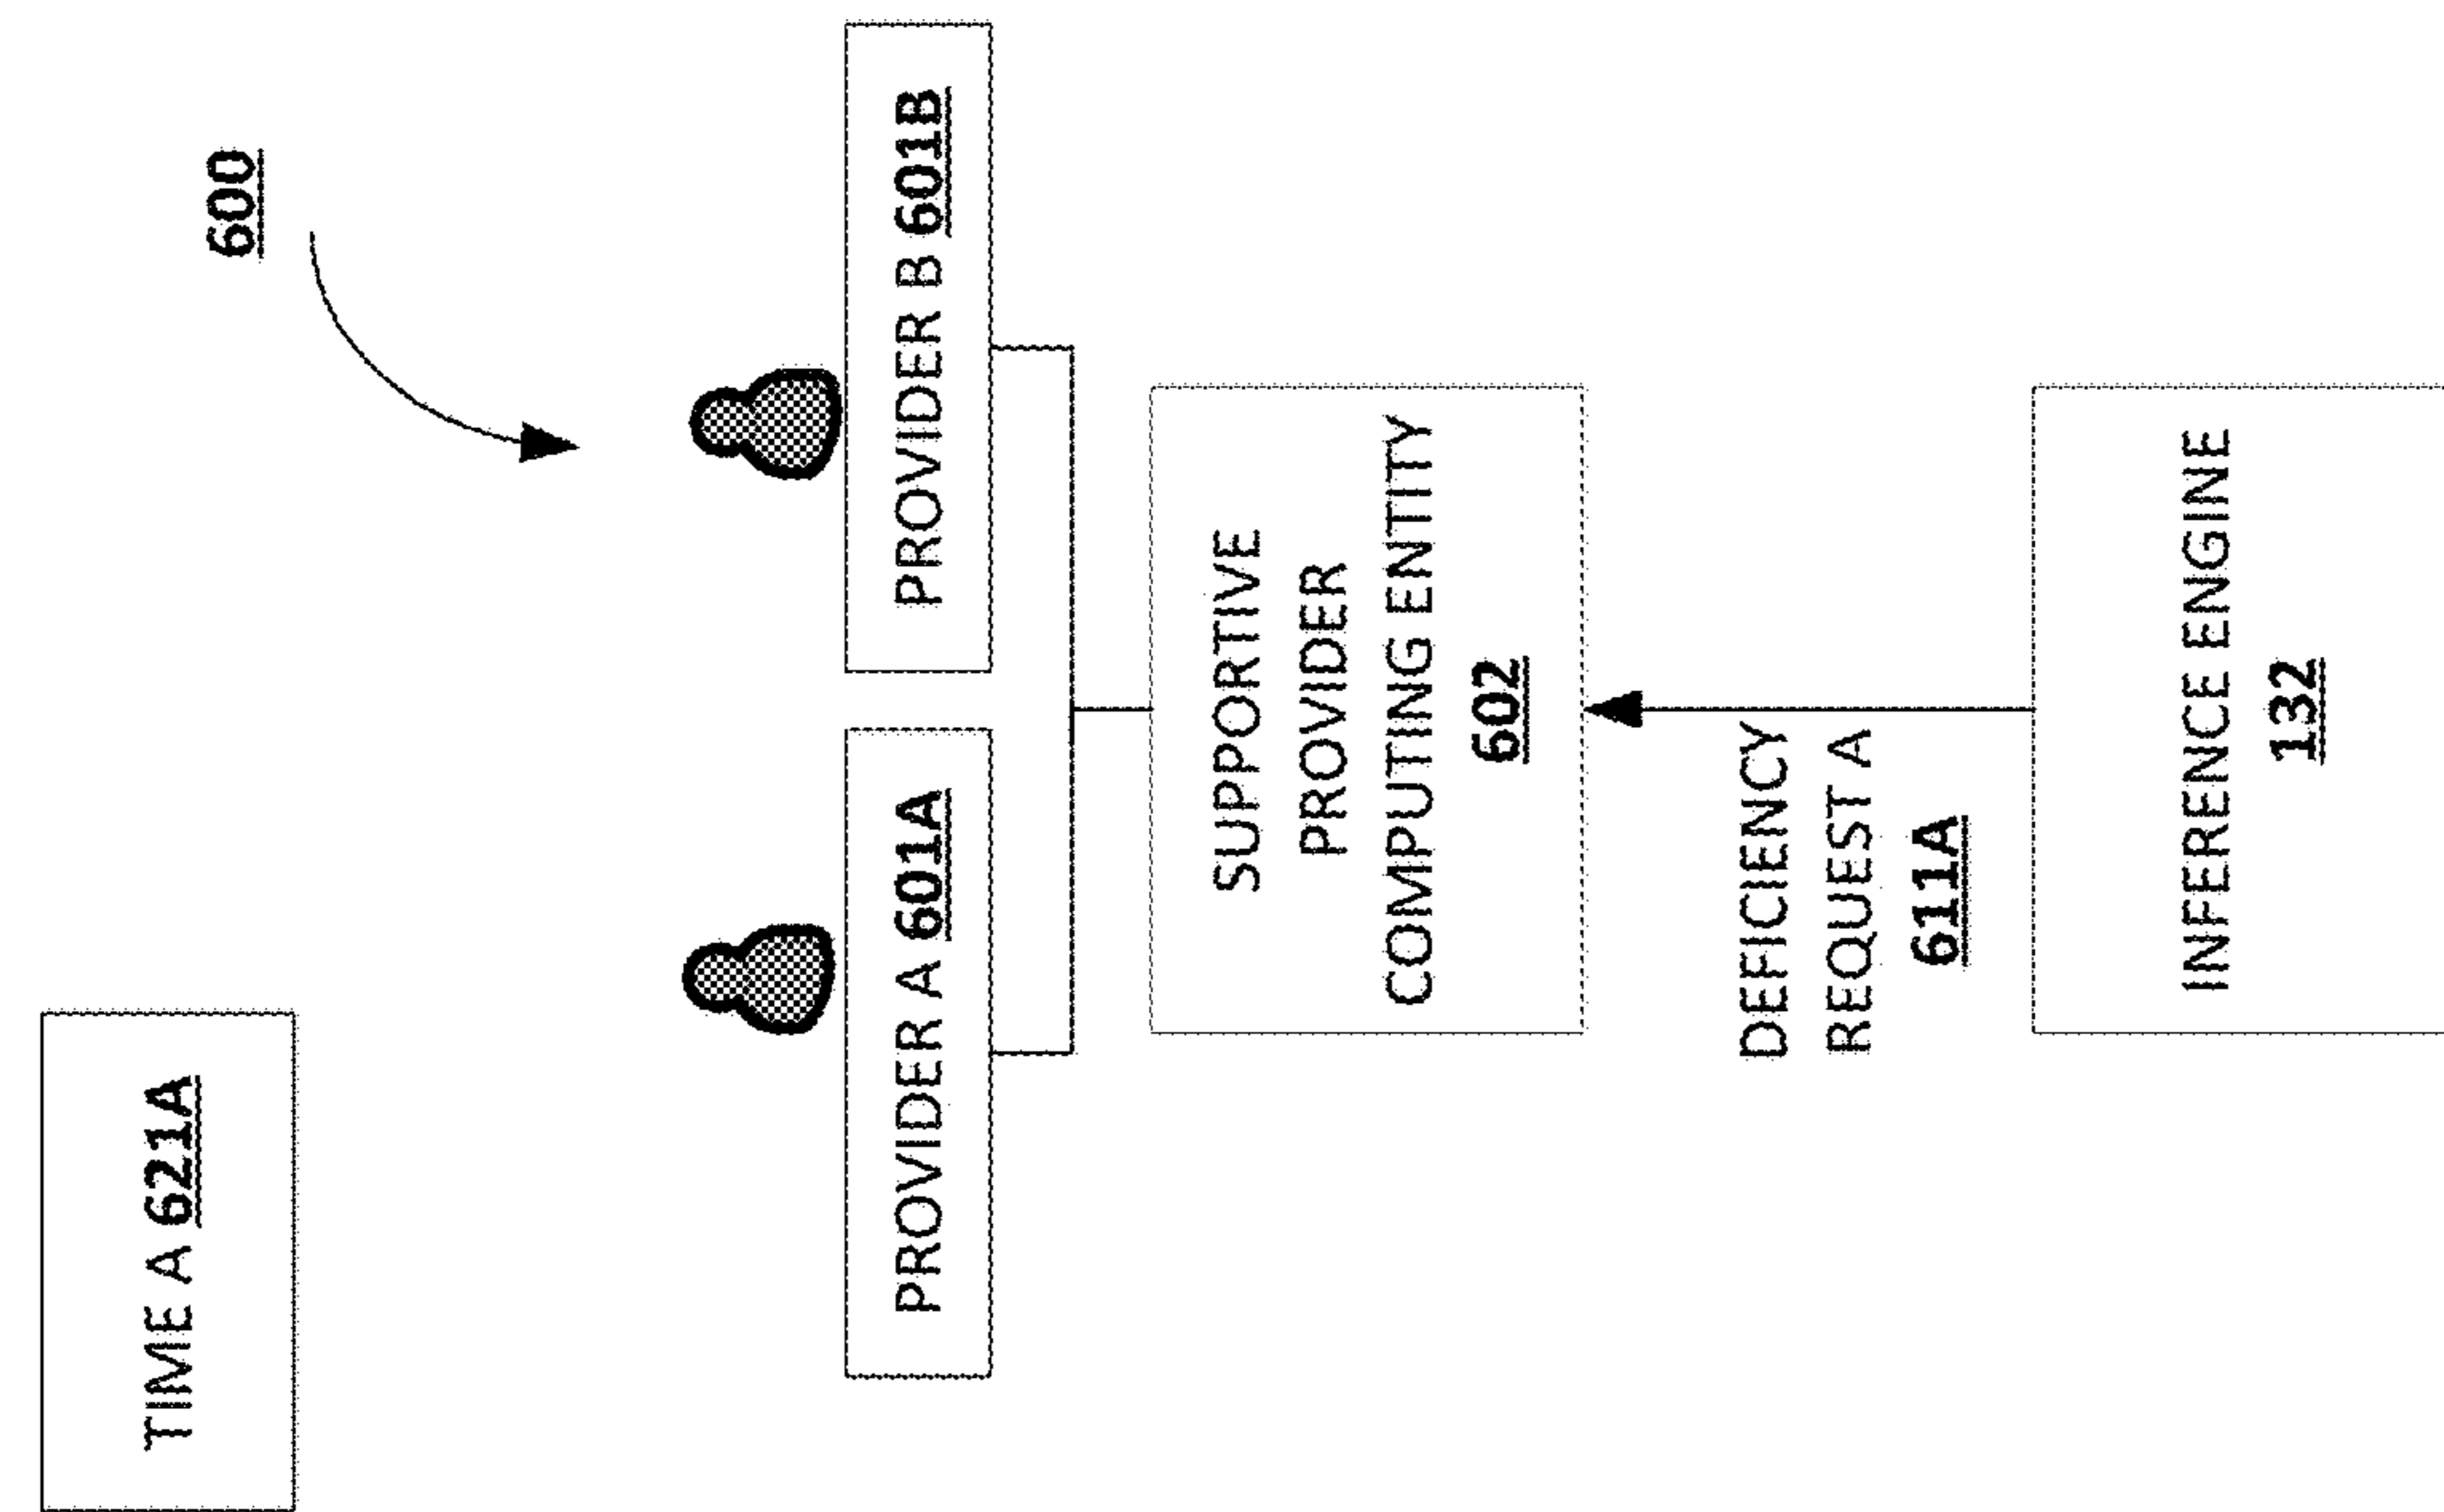 TIME A 621A
600
PROVIDER A 601A
PROVIDER B 601B
SUPPORTIVE
PROVIDER
COMPUTING ENTITY
602
DEFICIENCY
REQUEST A
611A
INFERENCE ENGINE
132